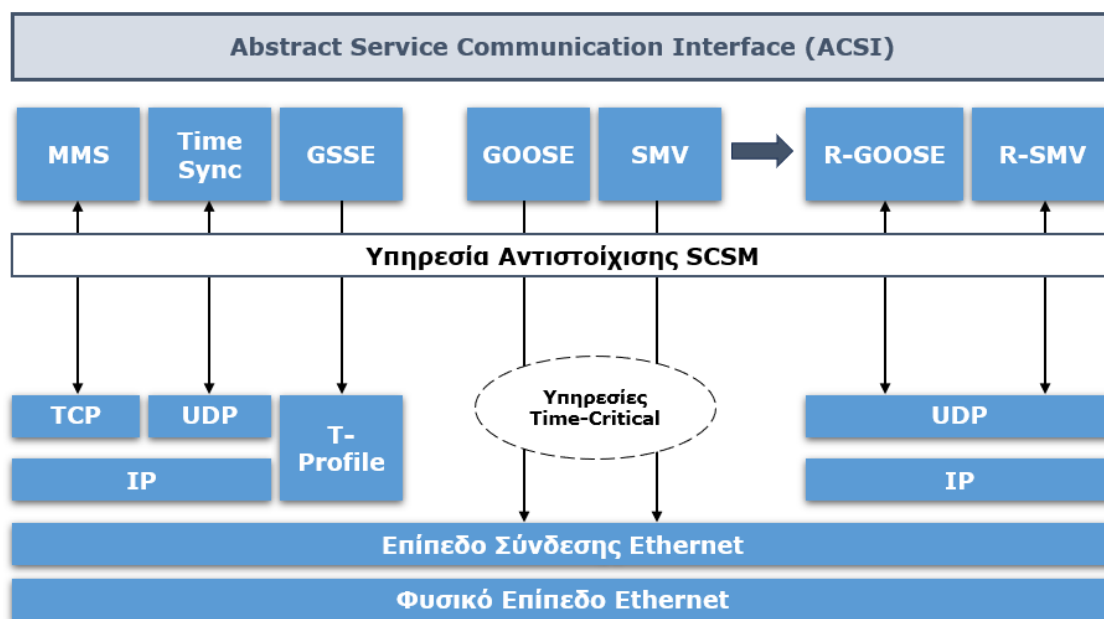 Abstract Service Communication Interface (ACSI)
MMS
Time
Sync
GSSE
GOOSE
SMV
R-GOOSE
R-SMV
Υπηρεσία Αντιστοίχισης SCSM
Υπηρεσίες
Time-Critical
TCP
UDP
T-
Profile
UDP
IP
IP
Επίπεδο Σύνδεσης Ethernet
Φυσικό Επίπεδο Ethernet